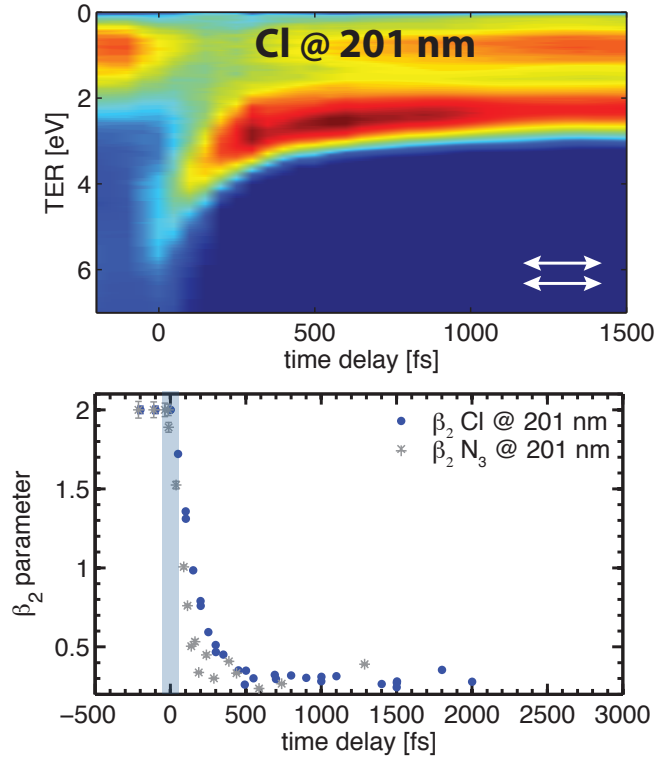 Cl @ 201 nm
TER [eV]
0
2
4
6
0 500 1000 1500
time delay [fs]
β₂ parameter
2
1.5
1
0.5
β₂ Cl @ 201 nm
β₂ N₃ @ 201 nm
−500 0 500 1000 1500 2000 2500 3000
time delay [fs]